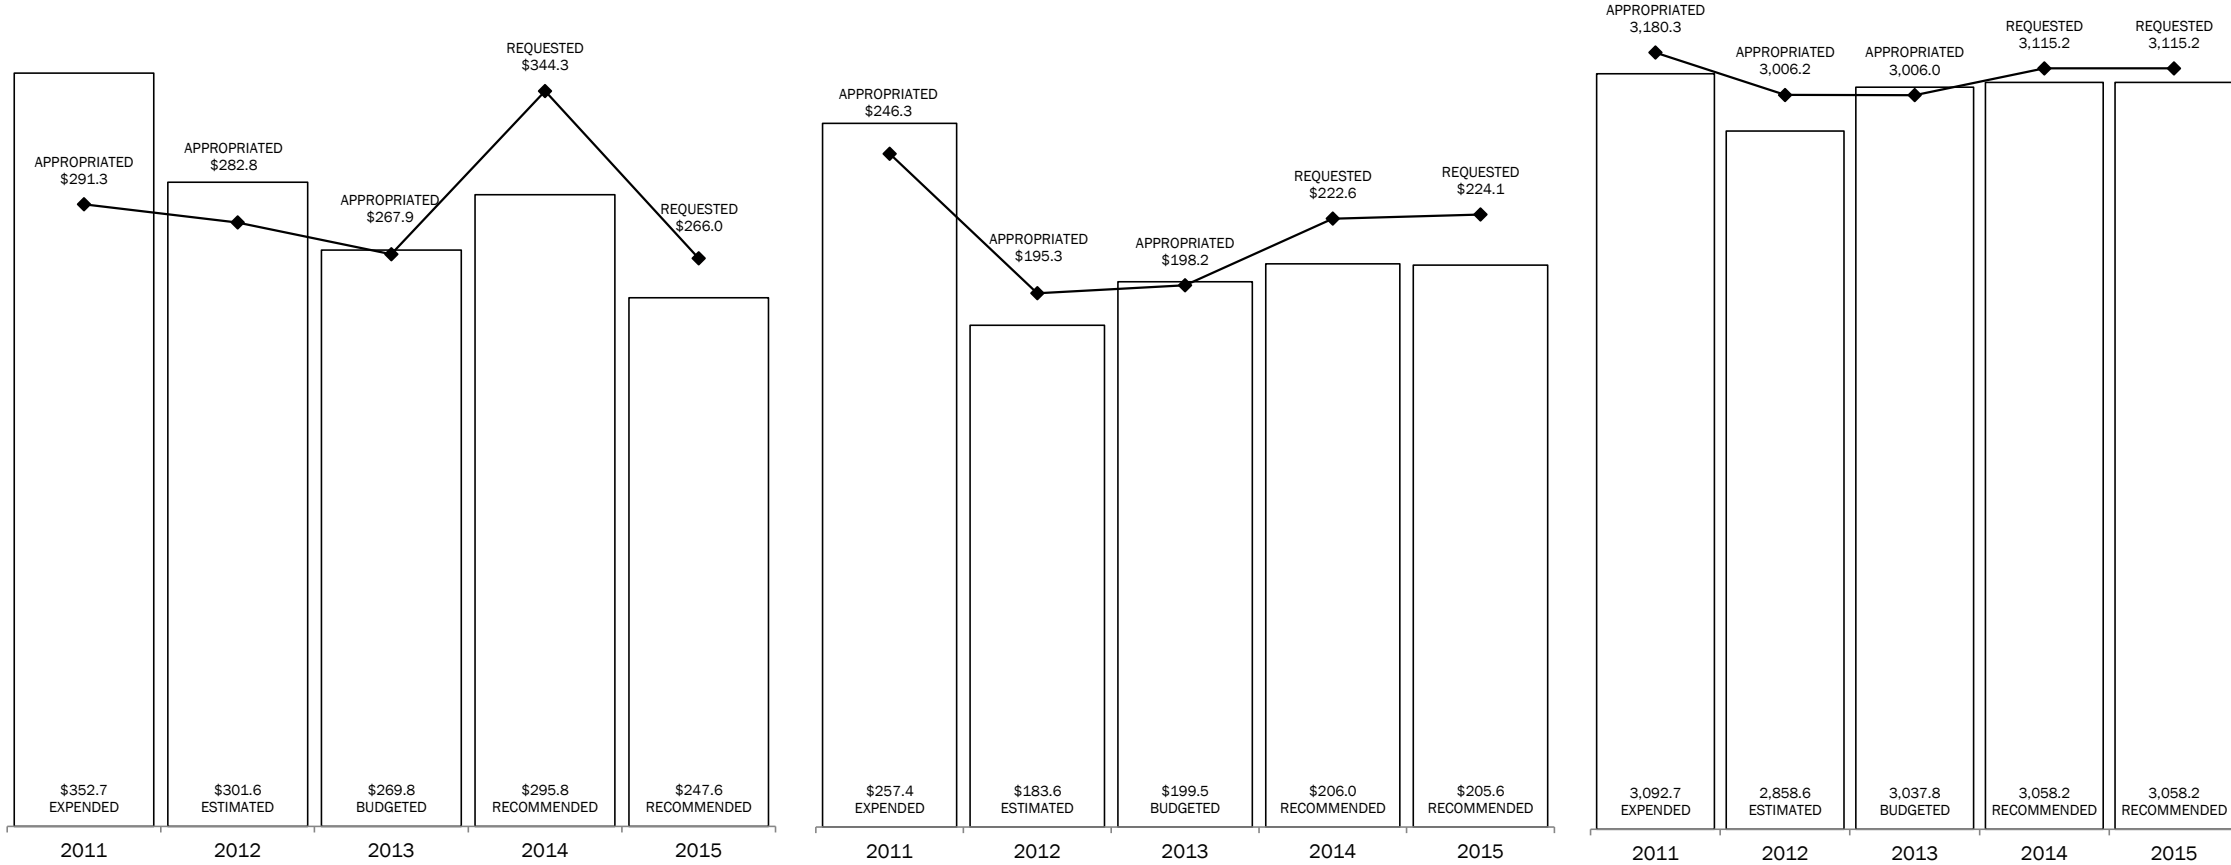 REQUESTED
$344.3
APPROPRIATED
$291.3
APPROPRIATED
$282.8
APPROPRIATED
$267.9
REQUESTED
$266.0
$352.7
EXPENDED
$301.6
ESTIMATED
$269.8
BUDGETED
$295.8
RECOMMENDED
$247.6
RECOMMENDED
2011
2012
2013
2014
2015
APPROPRIATED
$246.3
APPROPRIATED
$195.3
APPROPRIATED
$198.2
REQUESTED
$222.6
REQUESTED
$224.1
$257.4
EXPENDED
$183.6
ESTIMATED
$199.5
BUDGETED
$206.0
RECOMMENDED
$205.6
RECOMMENDED
2011
2012
2013
2014
2015
APPROPRIATED
3,180.3
APPROPRIATED
3,006.2
APPROPRIATED
3,006.0
REQUESTED
3,115.2
REQUESTED
3,115.2
3,092.7
EXPENDED
2,858.6
ESTIMATED
3,037.8
BUDGETED
3,058.2
RECOMMENDED
3,058.2
RECOMMENDED
2011
2012
2013
2014
2015